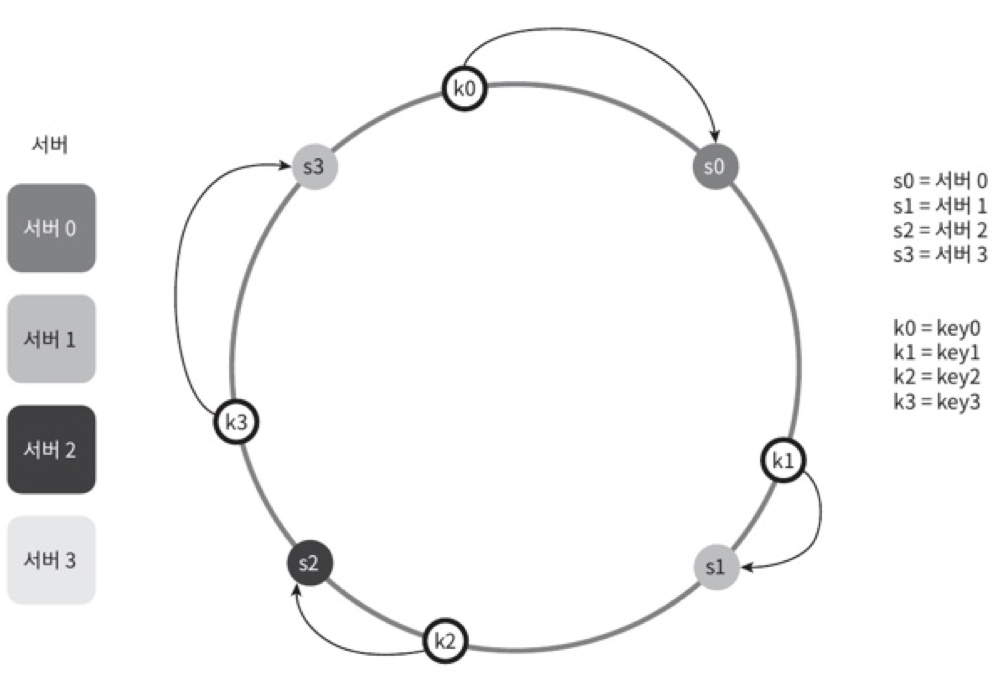 서버
서버 0
서버 1
서버 2
서버 3
k0
s0
k1
s1
k2
s2
k3
s3
s0 = 서버 0
s1 = 서버 1
s2 = 서버 2
s3 = 서버 3
k0 = key0
k1 = key1
k2 = key2
k3 = key3